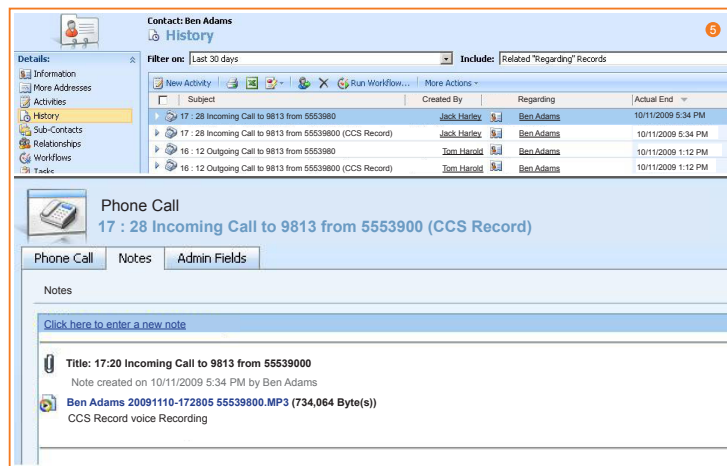 Contact: Ben Adams
History
5
Details:
Information
More Addresses
Activities
History
Sub-Contacts
Relationships
Workflows
Tasks
Filter on: Last 30 days Include: Related "Regarding" Records
New Activity Run Workflow... More Actions
Subject Created By Regarding Actual End
17 : 28 Incoming Call to 9813 from 5553980 Jack Harley Ben Adams 10/11/2009 5:34 PM
17 : 28 Incoming Call to 9813 from 55539800 (CCS Record) Jack Harley Ben Adams 10/11/2009 5:34 PM
16 : 12 Outgoing Call to 9813 from 5553980 Tom Harold Ben Adams 10/11/2009 1:12 PM
16 : 12 Outgoing Call to 9813 from 55539800 (CCS Record) Tom Harold Ben Adams 10/11/2009 1:12 PM
Phone Call
17 : 28 Incoming Call to 9813 from 5553900 (CCS Record)
Phone Call Notes Admin Fields
Notes
Click here to enter a new note
Title: 17:20 Incoming Call to 9813 from 55539000
Note created on 10/11/2009 5:34 PM by Ben Adams
Ben Adams 20091110-172805 55539800.MP3 (734,064 Byte(s))
CCS Record voice Recording